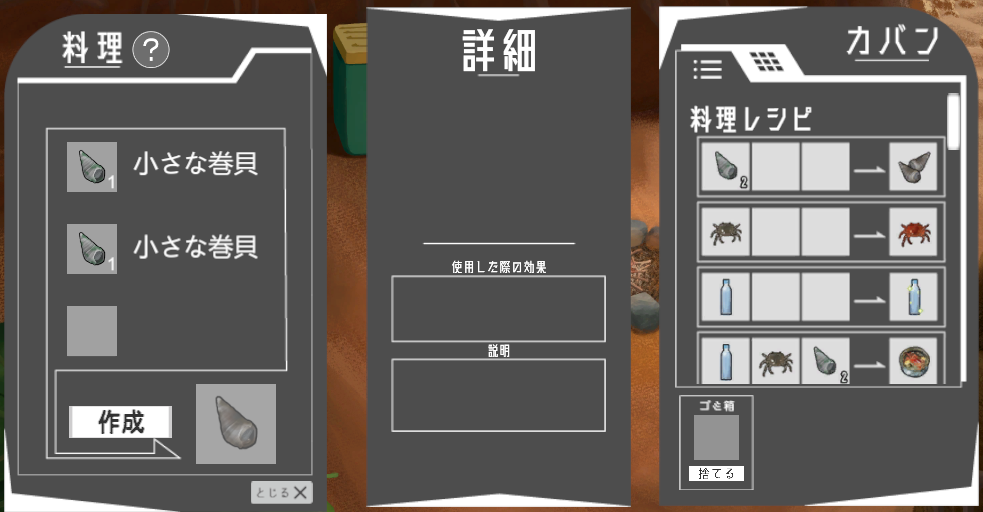 料理 ?
小さな巻貝
1
小さな巻貝
1
作成
とじる ×
詳細
使用した際の効果
説明
カバン
料理レシピ
2
2
ゴミ箱
捨てる